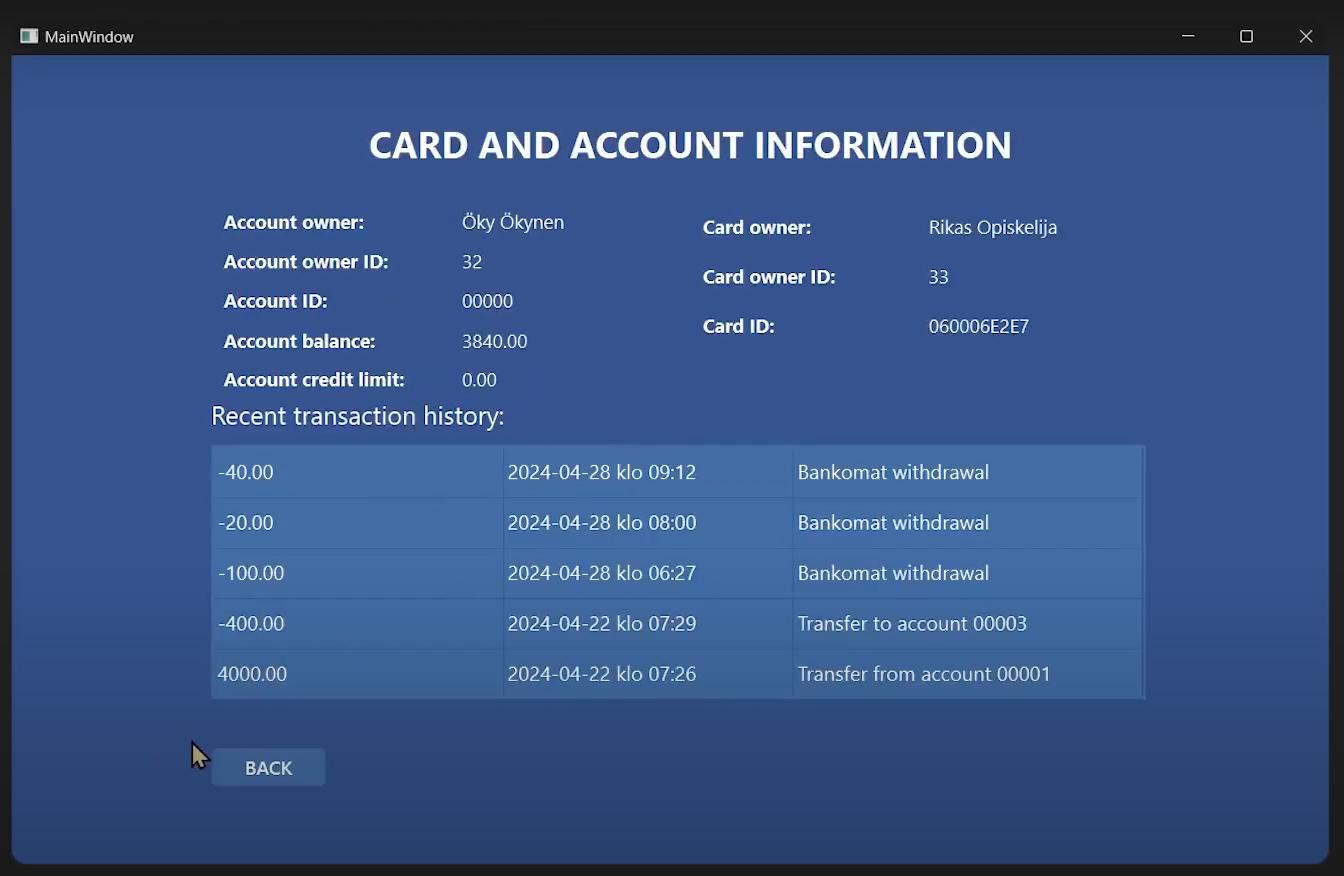 MainWindow
CARD AND ACCOUNT INFORMATION
Account owner: Öky Ökynen
Account owner ID: 32
Account ID: 00000
Account balance: 3840.00
Account credit limit: 0.00
Card owner: Rikas Opiskelija
Card owner ID: 33
Card ID: 060006E2E7
Recent transaction history:
-40.00 2024-04-28 klo 09:12 Bankomat withdrawal
-20.00 2024-04-28 klo 08:00 Bankomat withdrawal
-100.00 2024-04-28 klo 06:27 Bankomat withdrawal
-400.00 2024-04-22 klo 07:29 Transfer to account 00003
4000.00 2024-04-22 klo 07:26 Transfer from account 00001
BACK